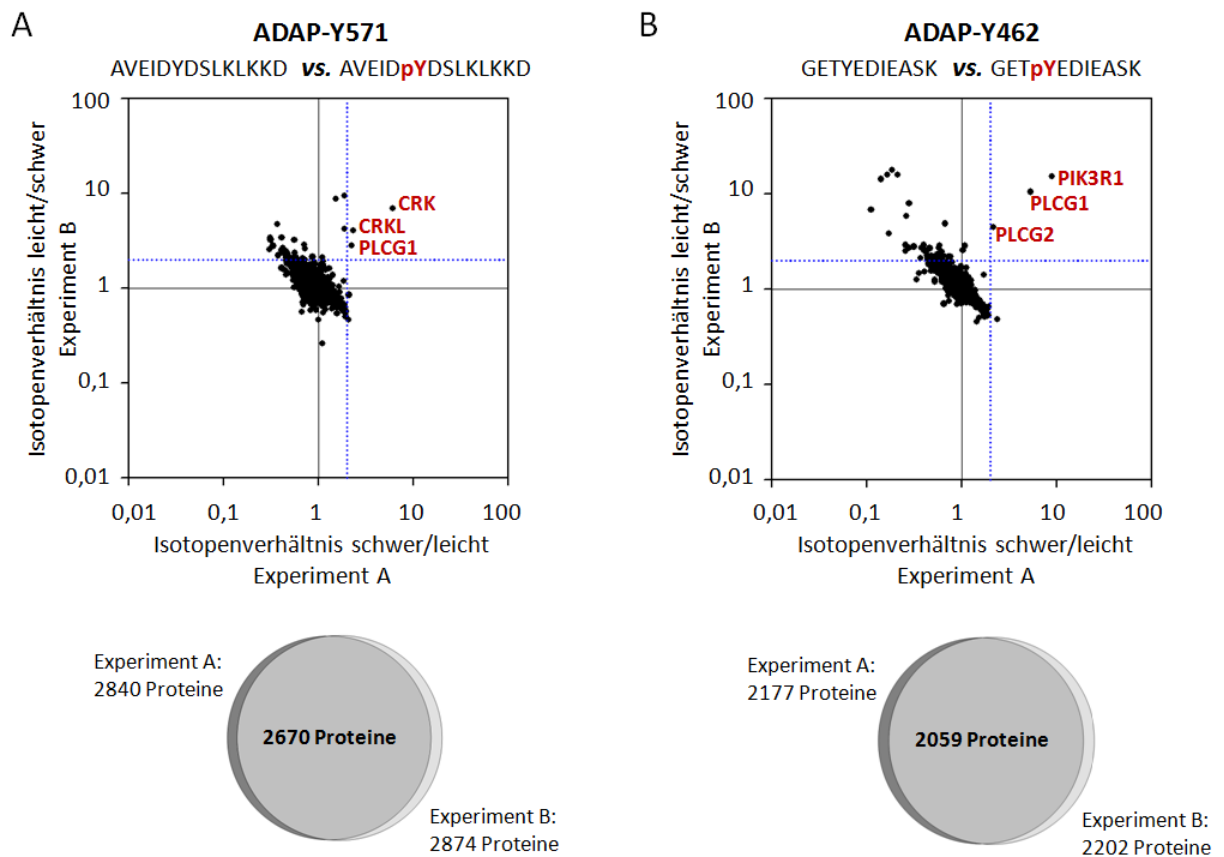 A
ADAP-Y571
AVEIDYDSLKLKKD vs. AVEIDpYDSLKLKKD
Isotopenverhältnis leicht/schwer
Experiment B
100
10
1
0,1
0,01
CRK
CRKL
PLCG1
0,01 0,1 1 10 100
Isotopenverhältnis schwer/leicht
Experiment A
Experiment A:
2840 Proteine
2670 Proteine
Experiment B:
2874 Proteine
B
ADAP-Y462
GETYEDIEASK vs. GETpYEDIEASK
Isotopenverhältnis leicht/schwer
Experiment B
100
10
1
0,1
0,01
PIK3R1
PLCG1
PLCG2
0,01 0,1 1 10 100
Isotopenverhältnis schwer/leicht
Experiment A
Experiment A:
2177 Proteine
2059 Proteine
Experiment B:
2202 Proteine